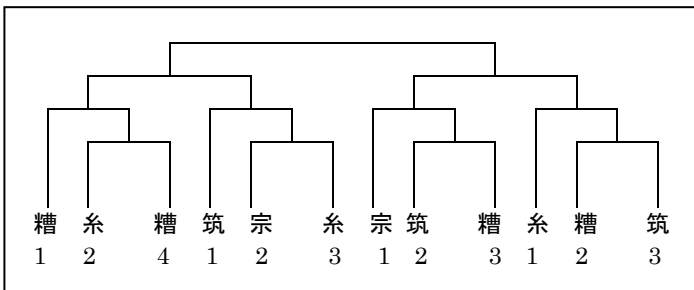 糟 糸 糟 筑 宗 糸 宗 筑 糟 糸 糟 筑
1 2 4 1 2 3 1 2 3 1 2 3